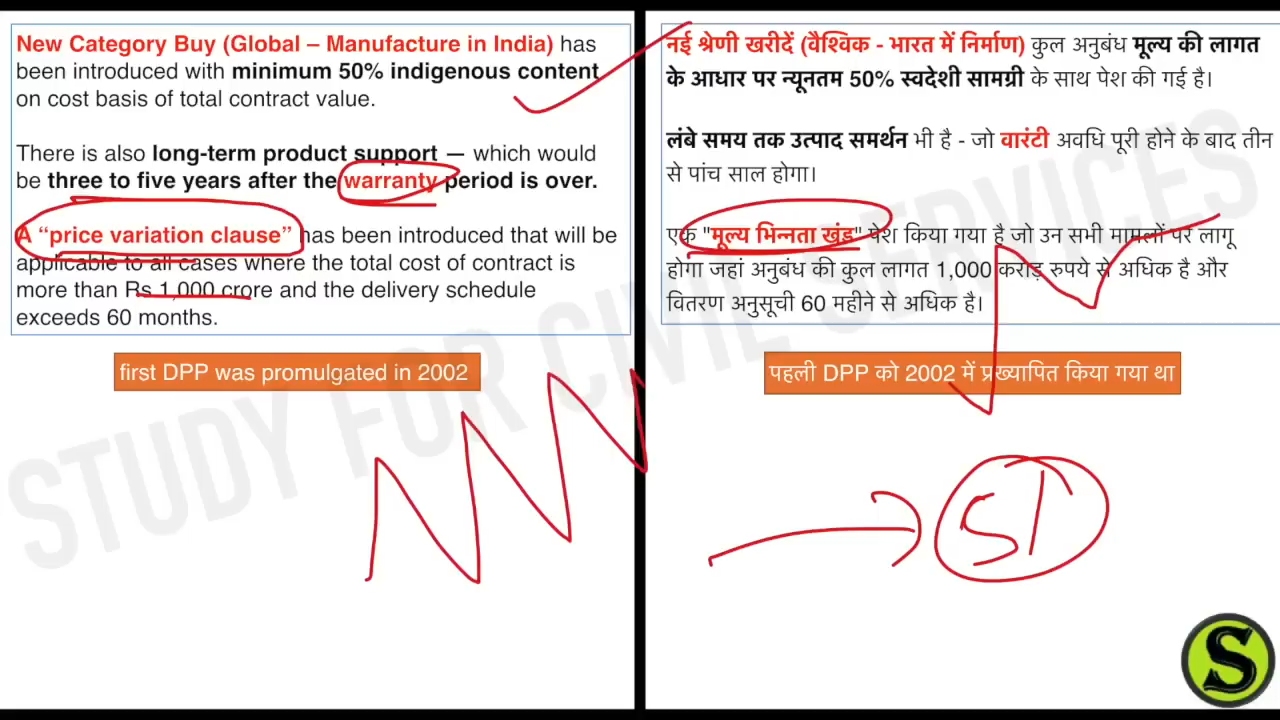 New Category Buy (Global – Manufacture in India) has
been introduced with minimum 50% indigenous content
on cost basis of total contract value.
There is also long-term product support — which would
be three to five years after the warranty period is over.
A “price variation clause” has been introduced that will be
applicable to all cases where the total cost of contract is
more than Rs 1,000 crore and the delivery schedule
exceeds 60 months.
first DPP was promulgated in 2002
नई श्रेणी खरीदें (वैश्विक - भारत में निर्माण) कुल अनुबंध मूल्य की लागत
के आधार पर न्यूनतम 50% स्वदेशी सामग्री के साथ पेश की गई है।
लंबे समय तक उत्पाद समर्थन भी है - जो वारंटी अवधि पूरी होने के बाद तीन
से पांच साल होगा।
एक "मूल्य भिन्नता खंड" पेश किया गया है जो उन सभी मामलों पर लागू
होगा जहां अनुबंध की कुल लागत 1,000 करोड़ रुपये से अधिक है और
वितरण अनुसूची 60 महीने से अधिक है।
पहली DPP को 2002 में प्रख्यापित किया गया था
STUDY FOR CIVIL SERVICES
S